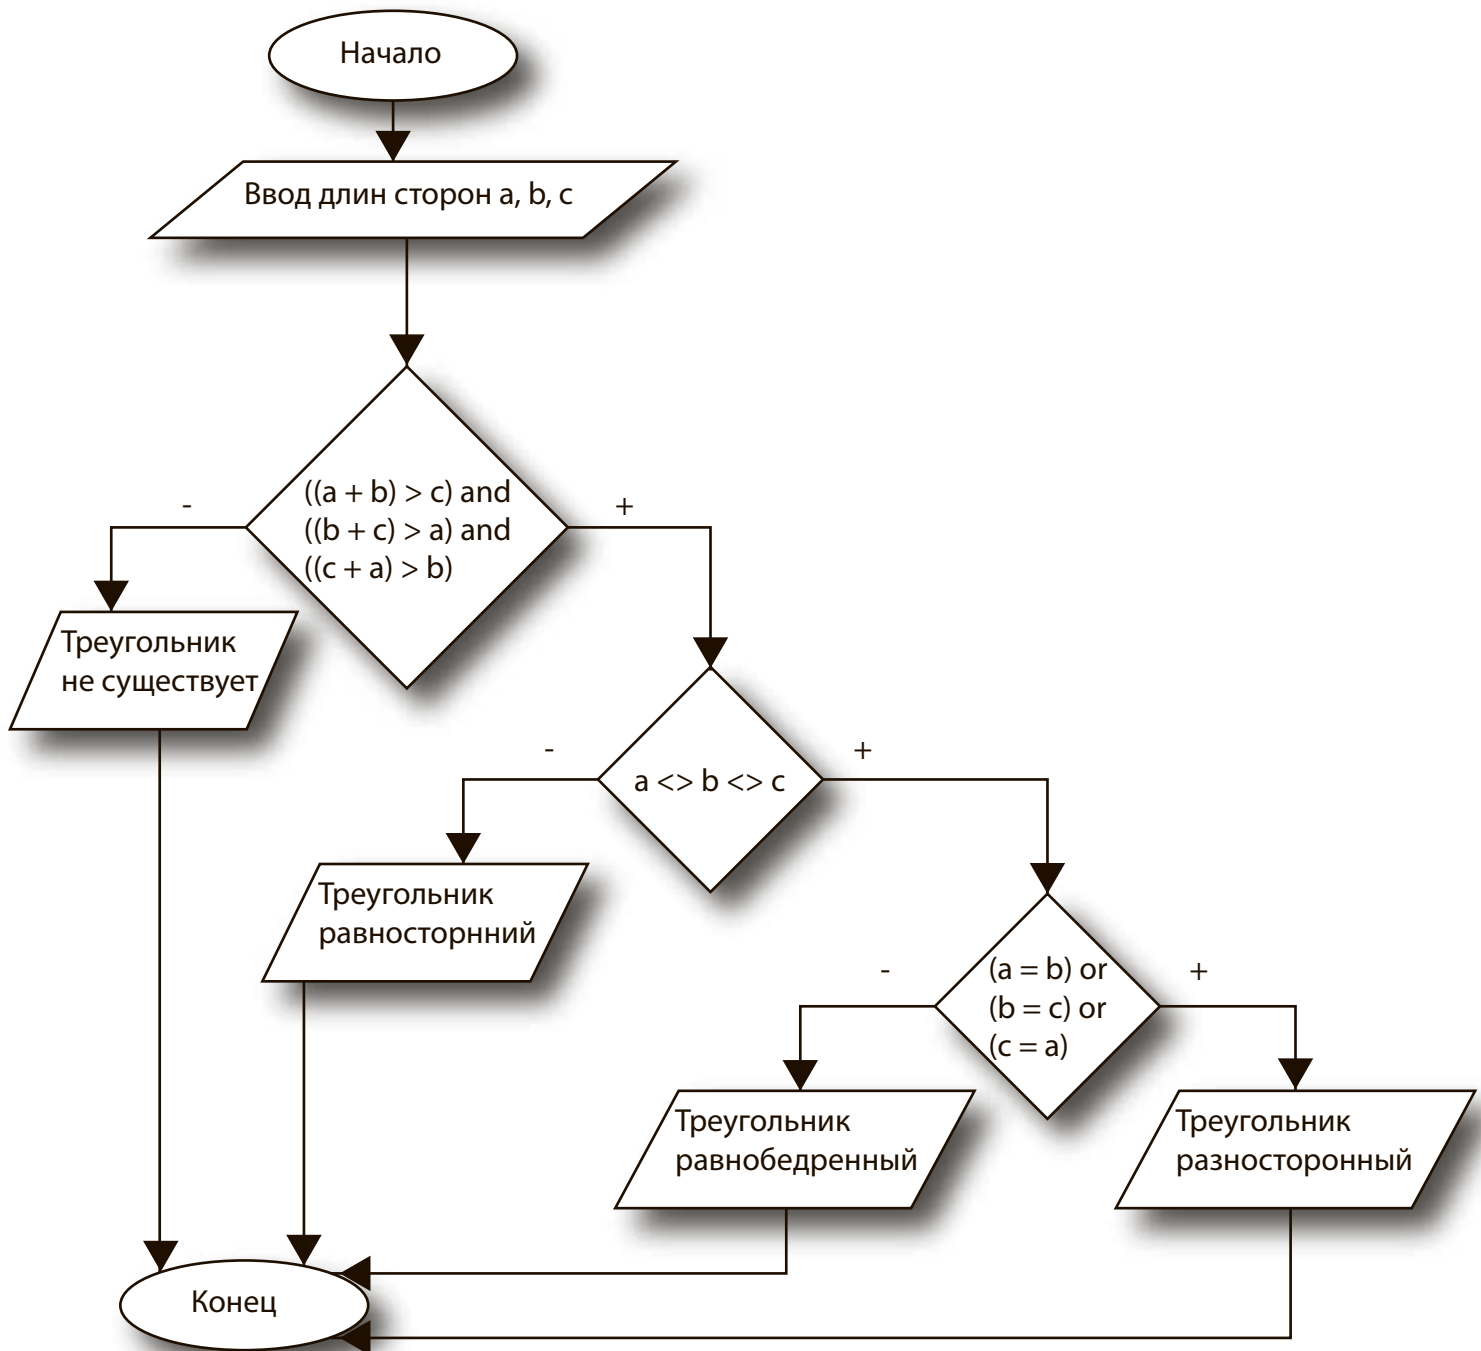 Начало
Ввод длин сторон a, b, c
-
+
((a + b) > c) and
((b + c) > a) and
((c + a) > b)
Треугольник
не существует
-
+
a <> b <> c
Треугольник
равносторнний
-
+
(a = b) or
(b = c) or
(c = a)
Треугольник
равнобедренный
Треугольник
разносторонный
Конец